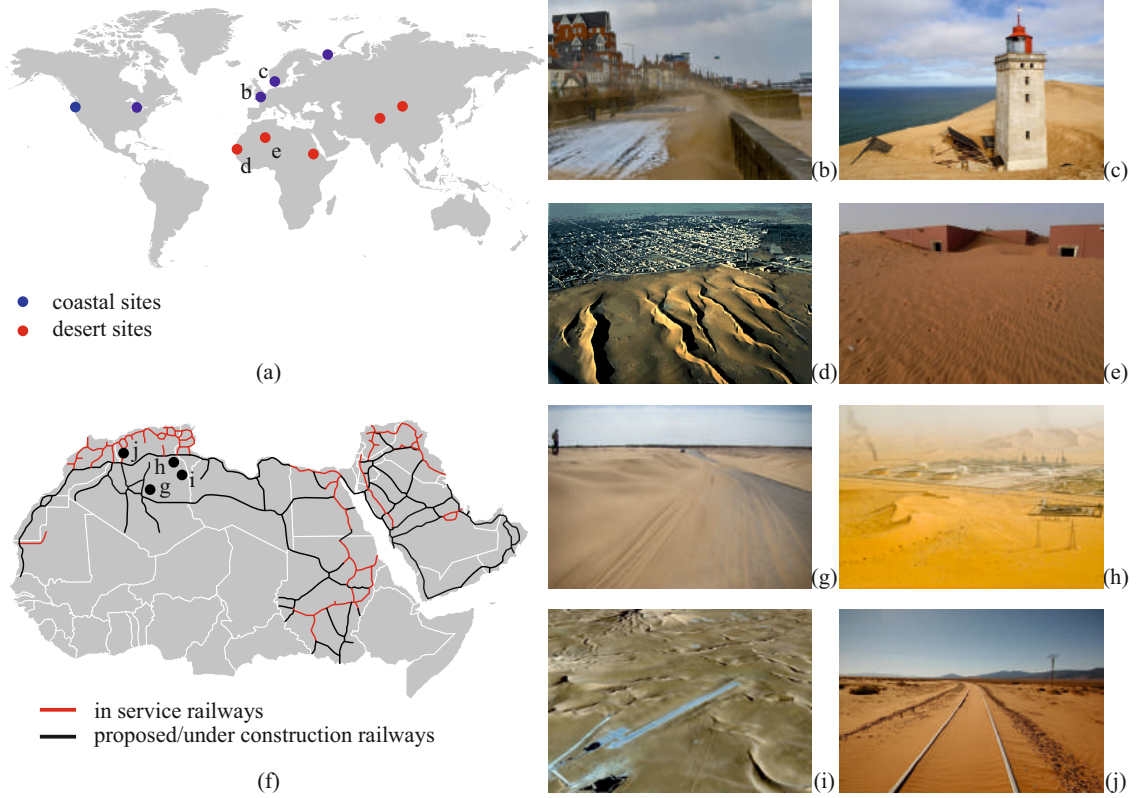 c
b
d
e
coastal sites
desert sites
(a)
(b)
(c)
(d)
(e)
j
h
i
g
in service railways
proposed/under construction railways
(f)
(g)
(h)
(i)
(j)